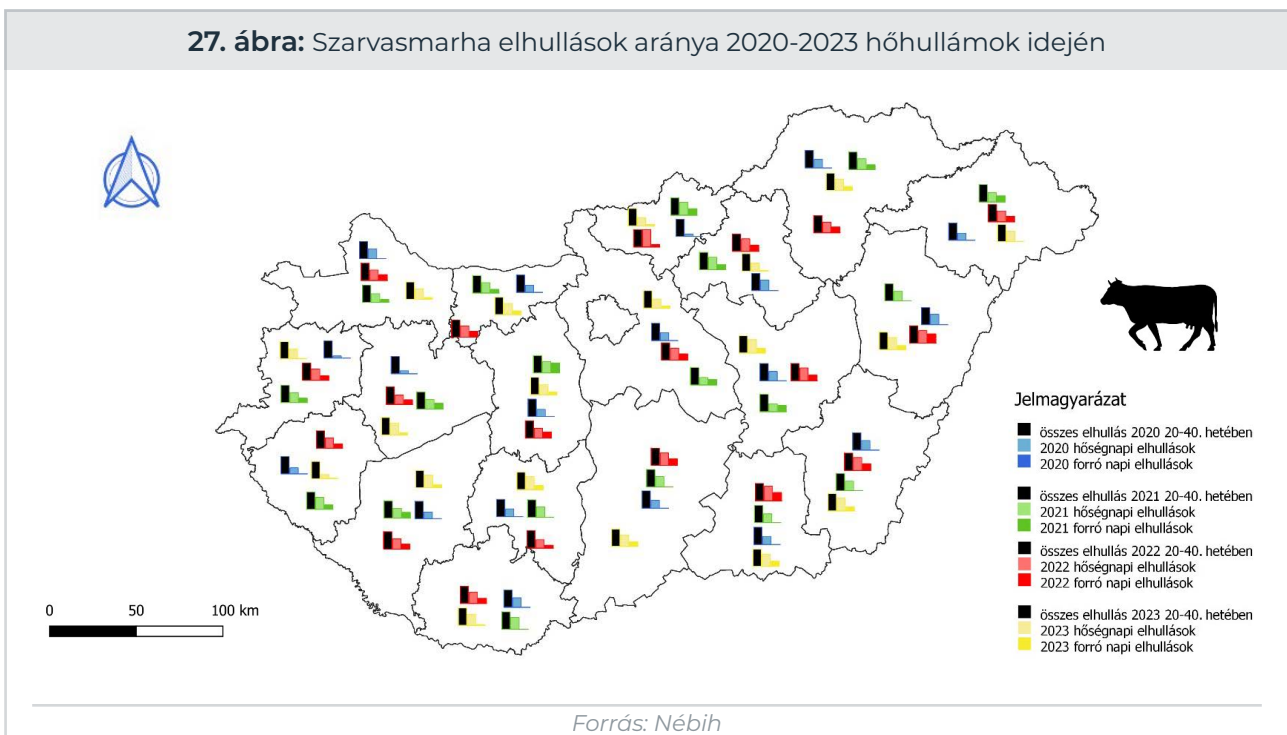 27. ábra: Szarvasmarha elhullások aránya 2020-2023 hőhullámok idején
Jelmagyarázat
összes elhullás 2020 20-40. hetében
2020 hőségnapi elhullások
2020 forró napi elhullások
összes elhullás 2021 20-40. hetében
2021 hőségnapi elhullások
2021 forró napi elhullások
összes elhullás 2022 20-40. hetében
2022 hőségnapi elhullások
2022 forró napi elhullások
összes elhullás 2023 20-40. hetében
2023 hőségnapi elhullások
2023 forró napi elhullások
0 50 100 km
Forrás: Nébih